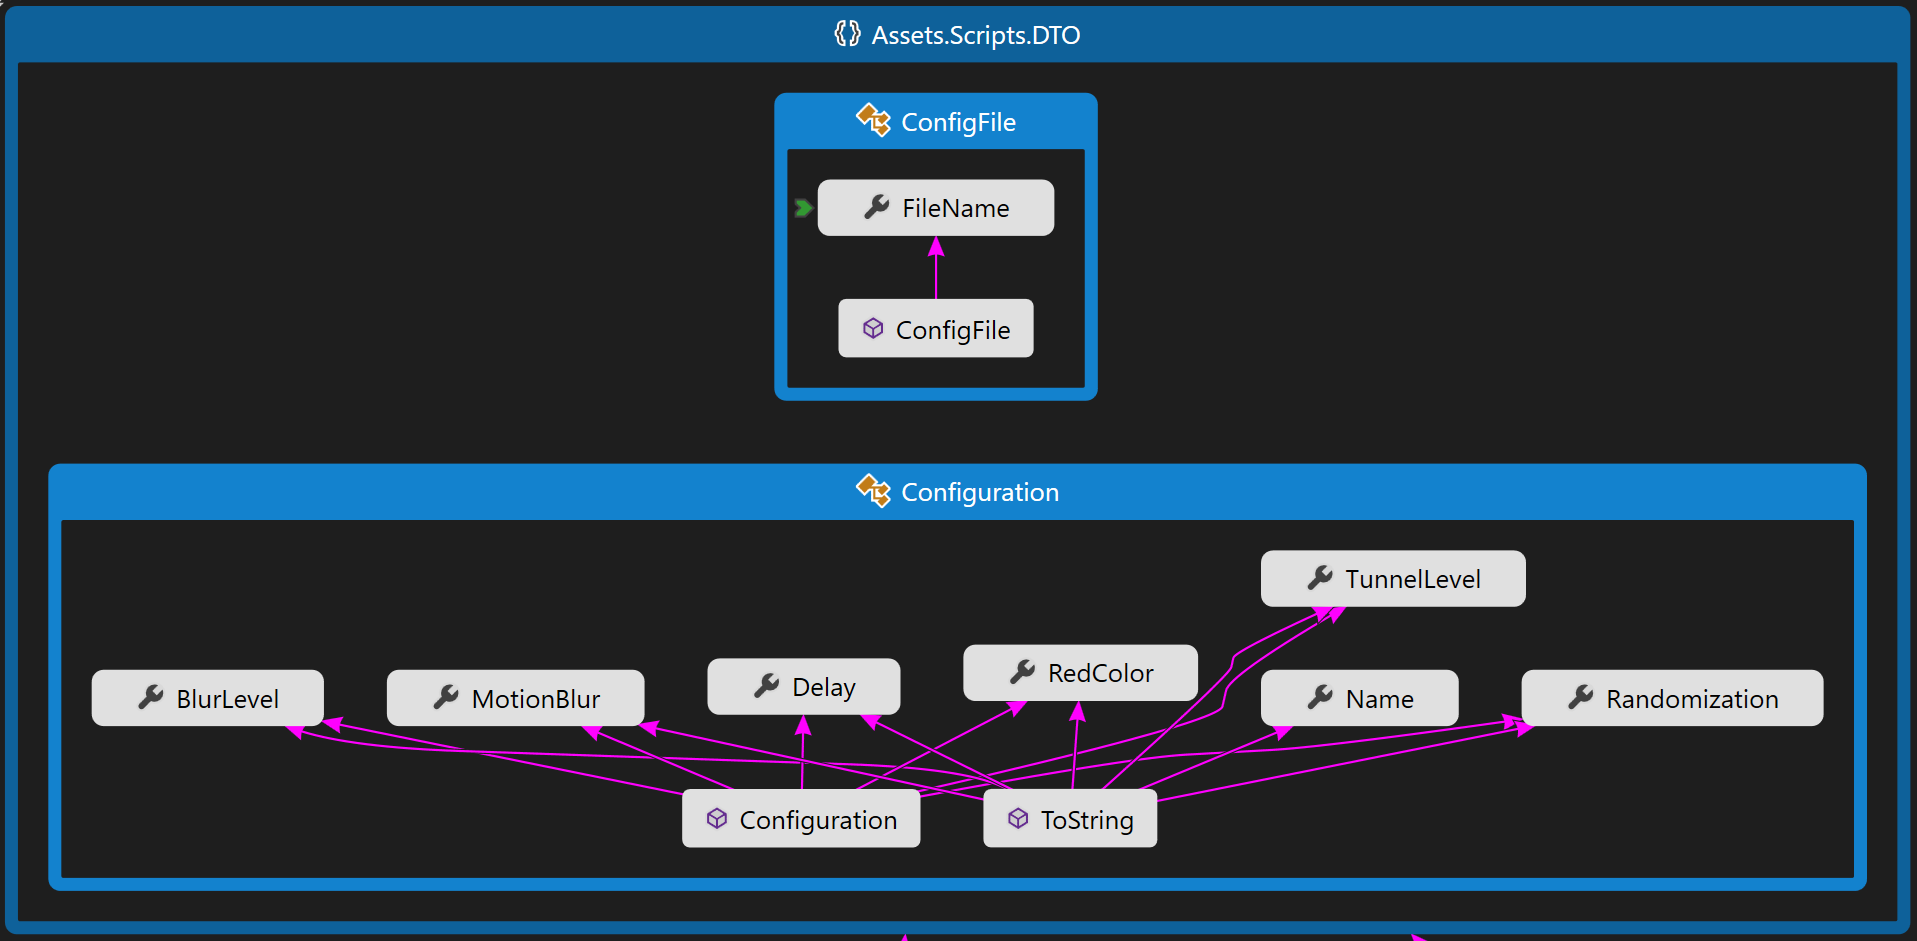 Assets.Scripts.DTO
ConfigFile
FileName
ConfigFile
Configuration
TunnelLevel
BlurLevel
MotionBlur
Delay
RedColor
Name
Randomization
Configuration
ToString